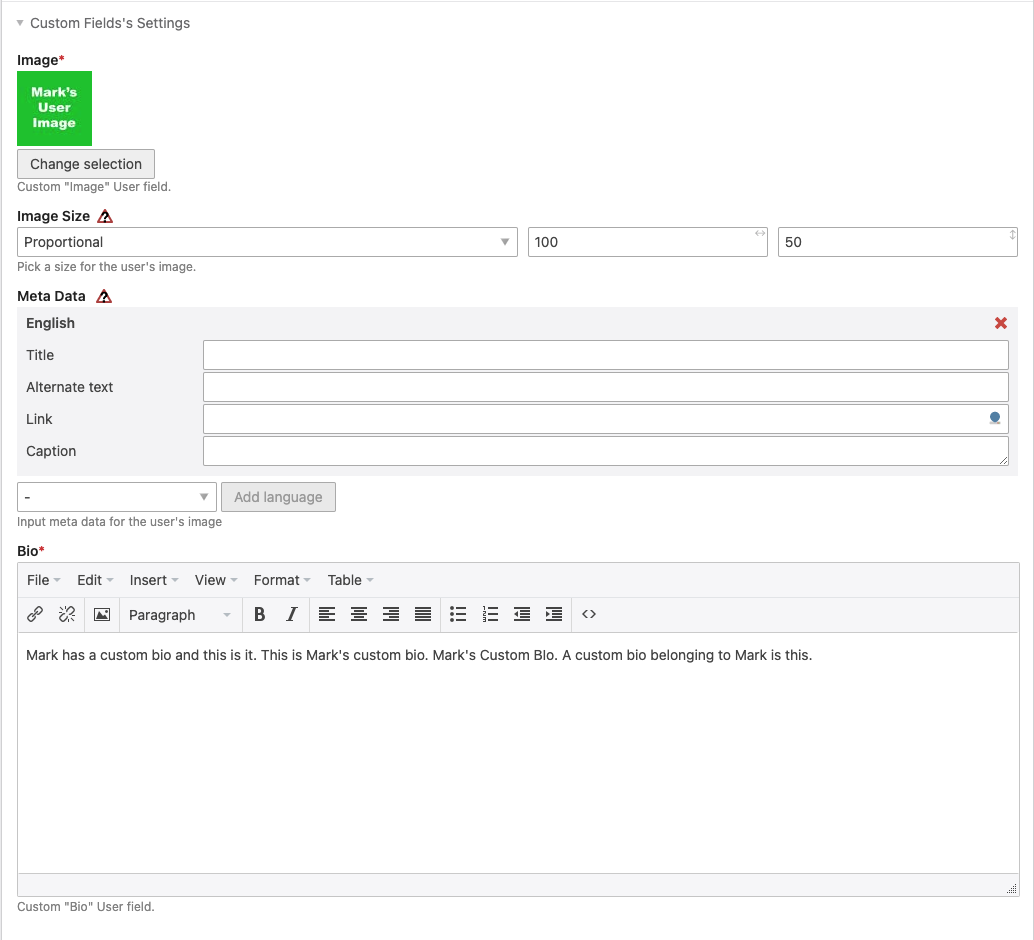 Custom Fields's Settings
Image*
Mark's
User
Image
Change selection
Custom "Image" User field.
Image Size
Proportional 100 50
Pick a size for the user's image.
Meta Data
English
Title
Alternate text
Link
Caption
- Add language
Input meta data for the user's image
Bio*
File Edit Insert View Format Table
Paragraph B I
Mark has a custom bio and this is it. This is Mark's custom bio. Mark's Custom BIo. A custom bio belonging to Mark is this.
Custom "Bio" User field.